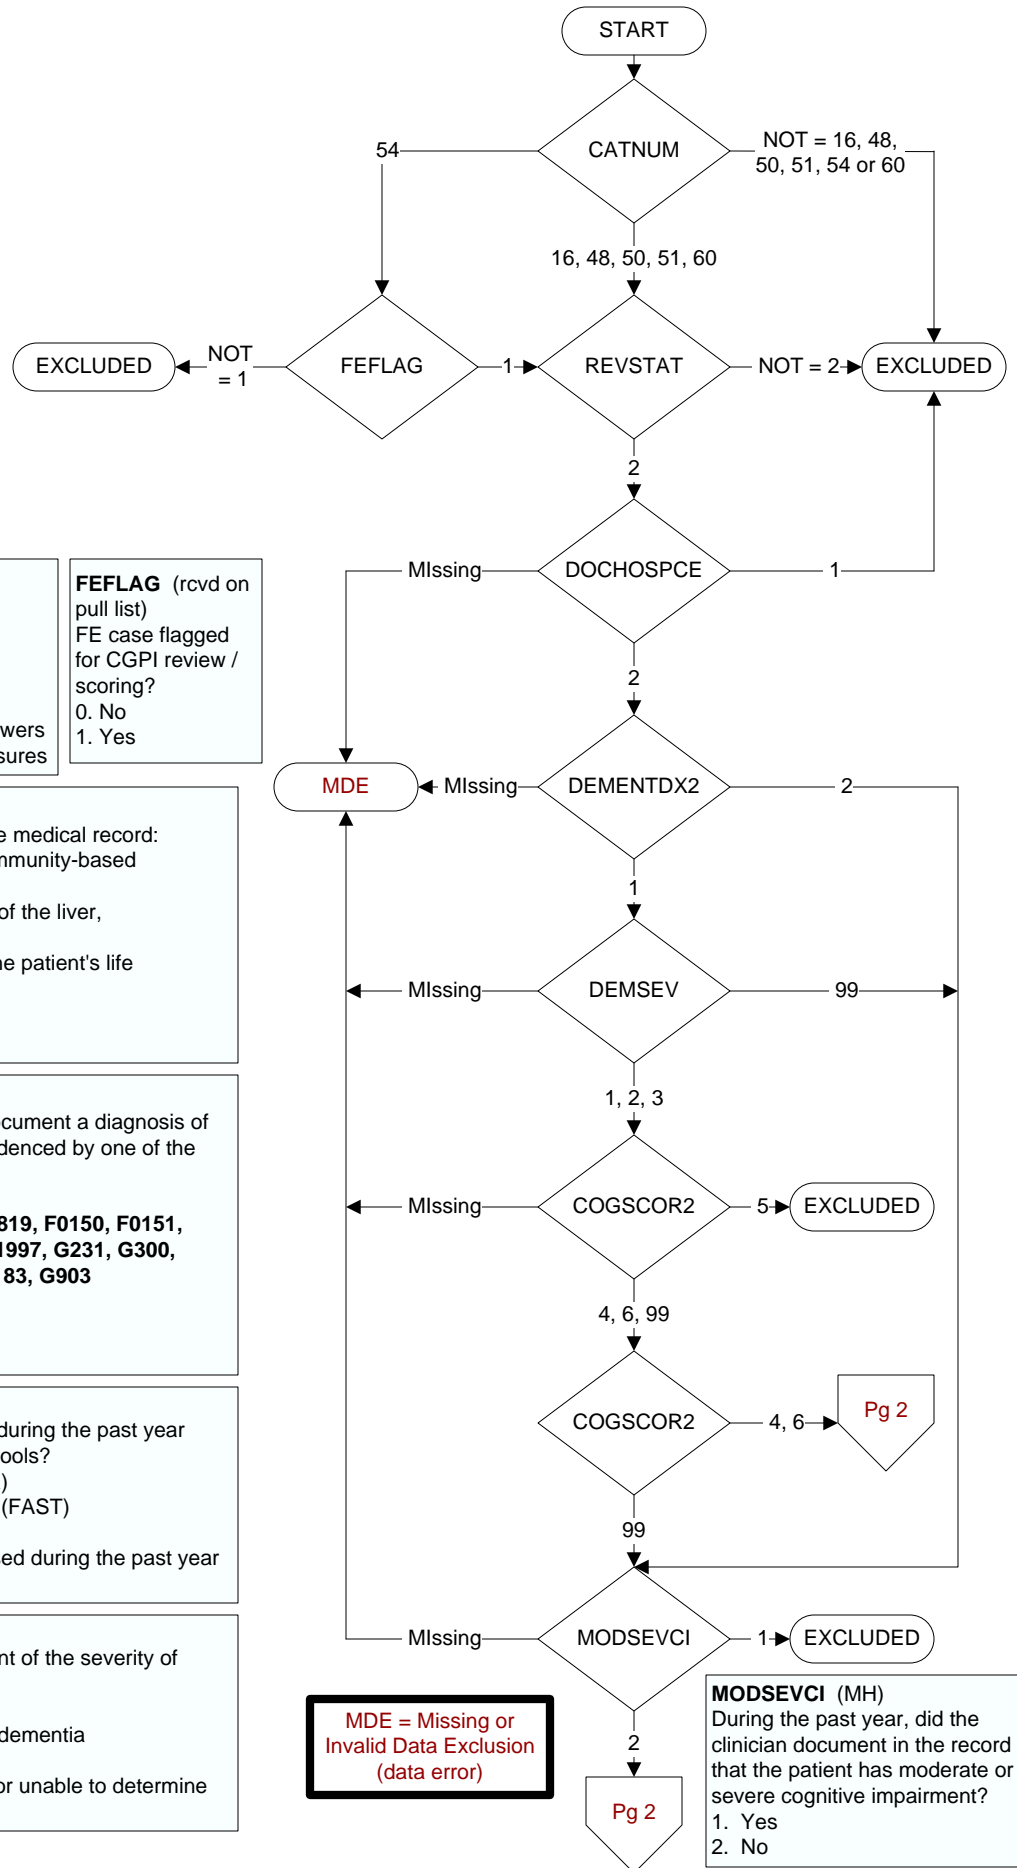 START
CATNUM
54
NOT = 16, 48,
50, 51, 54 or 60
16, 48, 50, 51, 60
EXCLUDED
NOT
= 1
FEFLAG
1
REVSTAT
NOT = 2
EXCLUDED
2
MIssing
DOCHOSPCE
1
FEFLAG (rcvd on
pull list)
FE case flagged
for CGPI review /
scoring?
0. No
1. Yes
wers
sures
2
MDE
MIssing
DEMENTDX2
2
e medical record:
mmunity-based
of the liver,
he patient's life
1
MIssing
DEMSEV
99
1, 2, 3
ocument a diagnosis of
idenced by one of the
819, F0150, F0151,
1997, G231, G300,
83, G903
MIssing
COGSCOR2
5
EXCLUDED
4, 6, 99
COGSCOR2
4, 6
Pg 2
during the past year
ools?
)
(FAST)
sed during the past year
99
MIssing
MODSEVCI
1
EXCLUDED
nt of the severity of
dementia
or unable to determine
MDE = Missing or
Invalid Data Exclusion
(data error)
2
Pg 2
MODSEVCI (MH)
During the past year, did the
clinician document in the record
that the patient has moderate or
severe cognitive impairment?
1. Yes
2. No